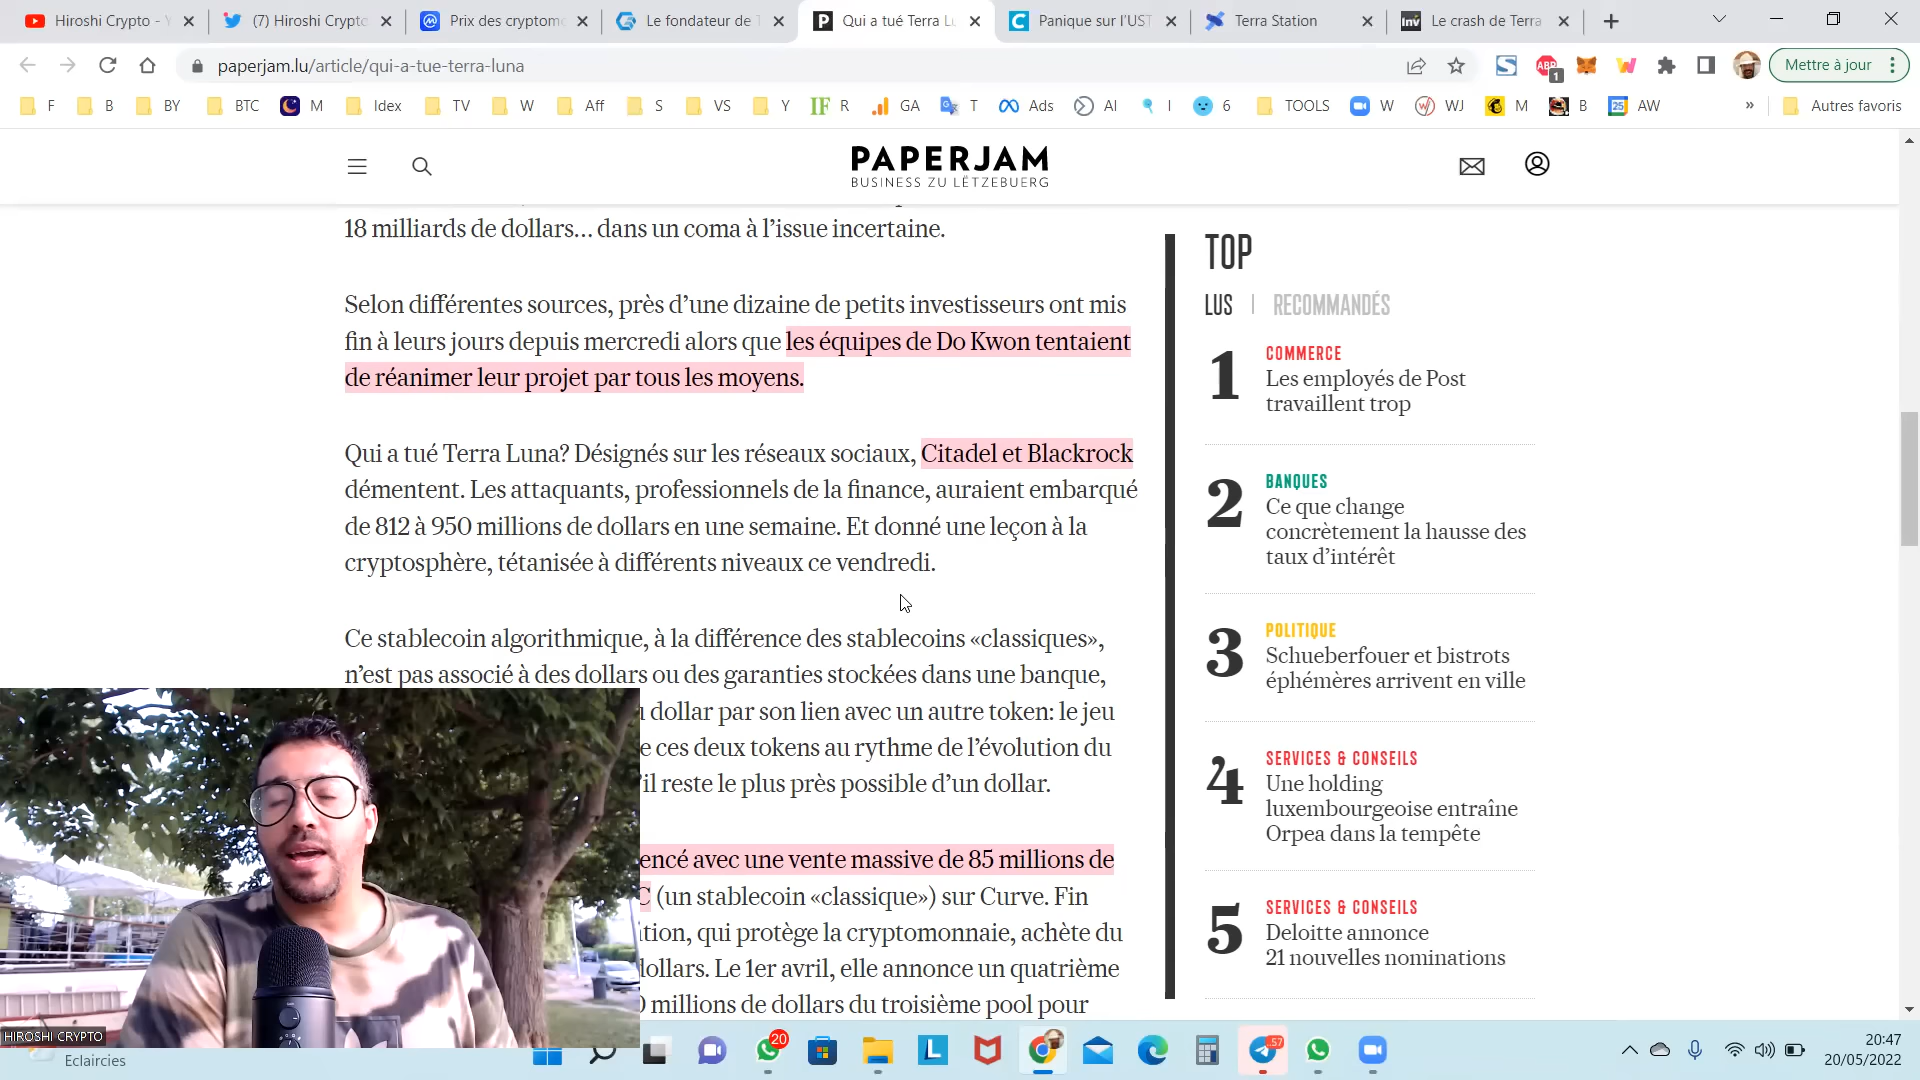 Hiroshi Crypto - Y
(7) Hiroshi Crypto
Prix des cryptom
Le fondateur de T
Qui a tué Terra Lu
Panique sur l'UST
Terra Station
Le crash de Terra
paperjam.lu/article/qui-a-tue-terra-luna
ABP
1
Mettre à jour
F
B
BY
BTC
M
Idex
TV
W
Aff
S
VS
Y
IF
R
GA
T
Ads
AI
I
6
TOOLS
W
WJ
M
B
25
AW
»
Autres favoris
PAPERJAM
BUSINESS ZU LËTZEBUERG
18 milliards de dollars… dans un coma à l'issue incertaine.
Selon différentes sources, près d'une dizaine de petits investisseurs ont mis
fin à leurs jours depuis mercredi alors que les équipes de Do Kwon tentaient
de réanimer leur projet par tous les moyens.
Qui a tué Terra Luna? Désignés sur les réseaux sociaux, Citadel et Blackrock
démentent. Les attaquants, professionnels de la finance, auraient embarqué
de 812 à 950 millions de dollars en une semaine. Et donné une leçon à la
cryptosphère, tétanisée à différents niveaux ce vendredi.
Ce stablecoin algorithmique, à la différence des stablecoins «classiques»,
n'est pas associé à des dollars ou des garanties stockées dans une banque,
dollar par son lien avec un autre token: le jeu
e ces deux tokens au rythme de l'évolution du
'il reste le plus près possible d'un dollar.
encé avec une vente massive de 85 millions de
C (un stablecoin «classique») sur Curve. Fin
tion, qui protège la cryptomonnaie, achète du
dollars. Le 1er avril, elle annonce un quatrième
0 millions de dollars du troisième pool pour
TOP
LUS | RECOMMANDÉS
1
COMMERCE
Les employés de Post
travaillent trop
2
BANQUES
Ce que change
concrètement la hausse des
taux d'intérêt
3
POLITIQUE
Schueberfouer et bistrots
éphémères arrivent en ville
4
SERVICES & CONSEILS
Une holding
luxembourgeoise entraîne
Orpea dans la tempête
5
SERVICES & CONSEILS
Deloitte annonce
21 nouvelles nominations
HIROSHI CRYPTO
Eclaircies
20
L
57
20:47
20/05/2022